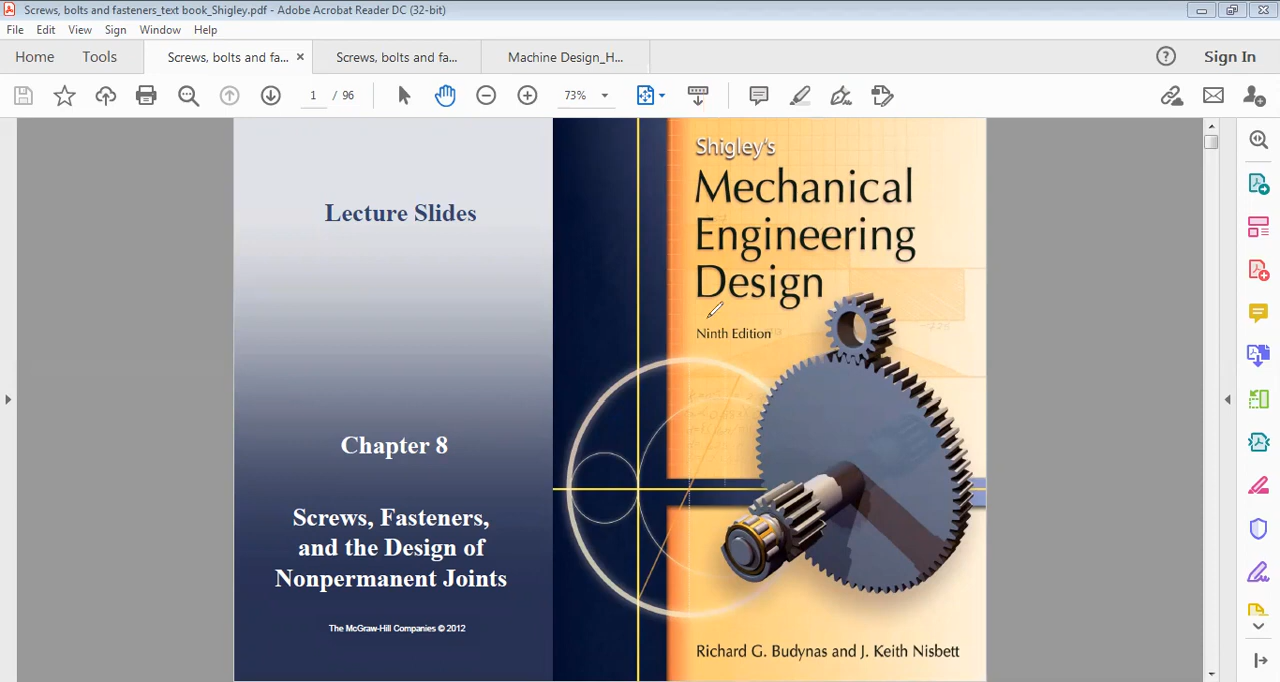 Screws, bolts and fasteners_text book_Shigley.pdf - Adobe Acrobat Reader DC (32-bit)
File Edit View Sign Window Help
Home Tools Screws, bolts and fa... × Screws, bolts and fa... Machine Design_H... Sign In
1 / 96 73%
Lecture Slides
Chapter 8
Screws, Fasteners,
and the Design of
Nonpermanent Joints
The McGraw-Hill Companies © 2012
Shigley's
Mechanical
Engineering
Design
Ninth Edition
Richard G. Budynas and J. Keith Nisbett